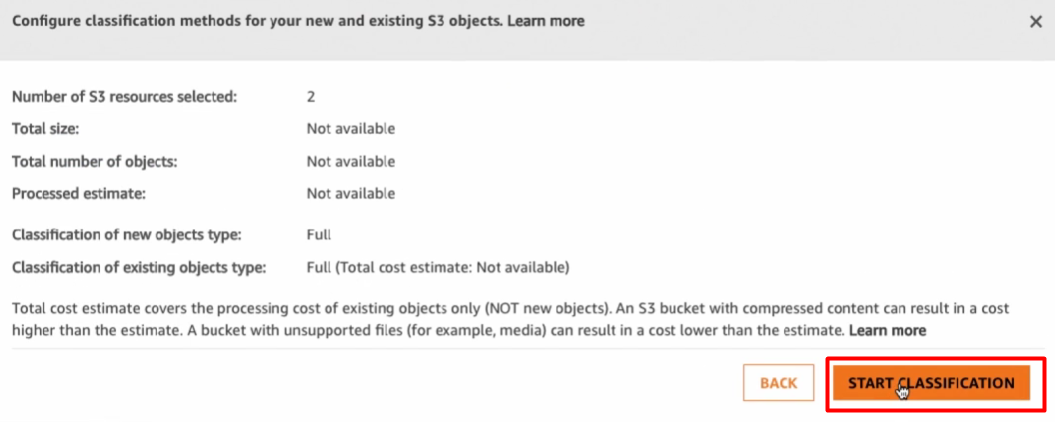 Configure classification methods for your new and existing S3 objects. Learn more
Number of S3 resources selected: 2
Total size: Not available
Total number of objects: Not available
Processed estimate: Not available
Classification of new objects type: Full
Classification of existing objects type: Full (Total cost estimate: Not available)
Total cost estimate covers the processing cost of existing objects only (NOT new objects). An S3 bucket with compressed content can result in a cost
higher than the estimate. A bucket with unsupported files (for example, media) can result in a cost lower than the estimate. Learn more
BACK START CLASSIFICATION